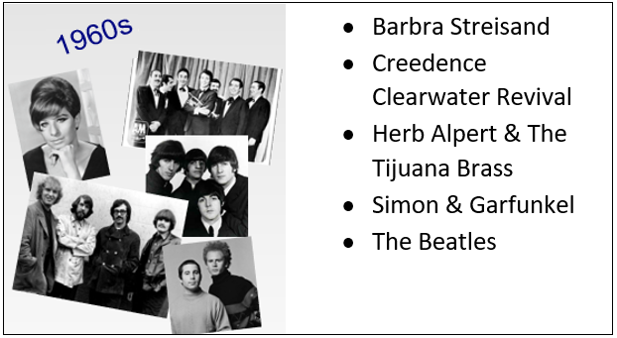 1960s
Barbra Streisand
Creedence
Clearwater Revival
Herb Alpert & The
Tijuana Brass
Simon & Garfunkel
The Beatles